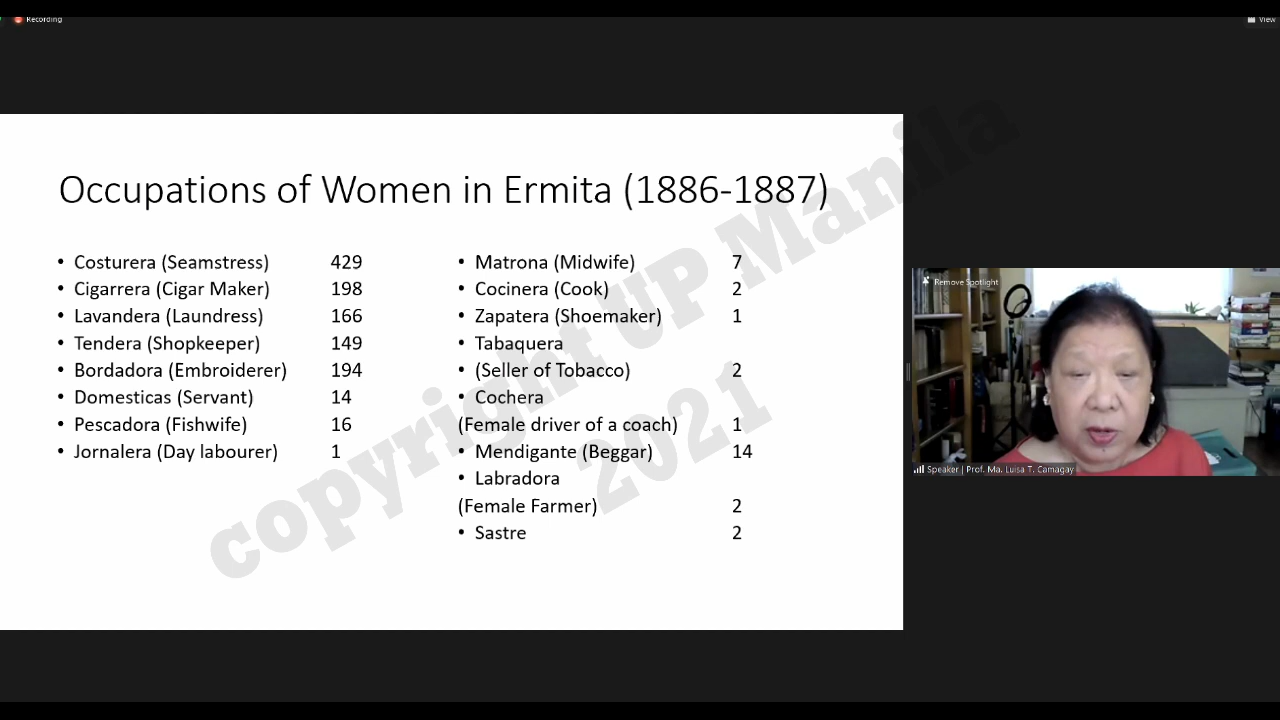 Recording
View
Occupations of Women in Ermita (1886-1887)
• Costurera (Seamstress) 429
• Cigarrera (Cigar Maker) 198
• Lavandera (Laundress) 166
• Tendera (Shopkeeper) 149
• Bordadora (Embroiderer) 194
• Domesticas (Servant) 14
• Pescadora (Fishwife) 16
• Jornalera (Day labourer) 1
• Matrona (Midwife) 7
• Cocinera (Cook) 2
• Zapatera (Shoemaker) 1
• Tabaquera
• (Seller of Tobacco) 2
• Cochera
(Female driver of a coach) 1
• Mendigante (Beggar) 14
• Labradora
(Female Farmer) 2
• Sastre 2
copyright UP Manila
2021
Remove Spotlight
Speaker | Prof. Ma. Luisa T. Camagay